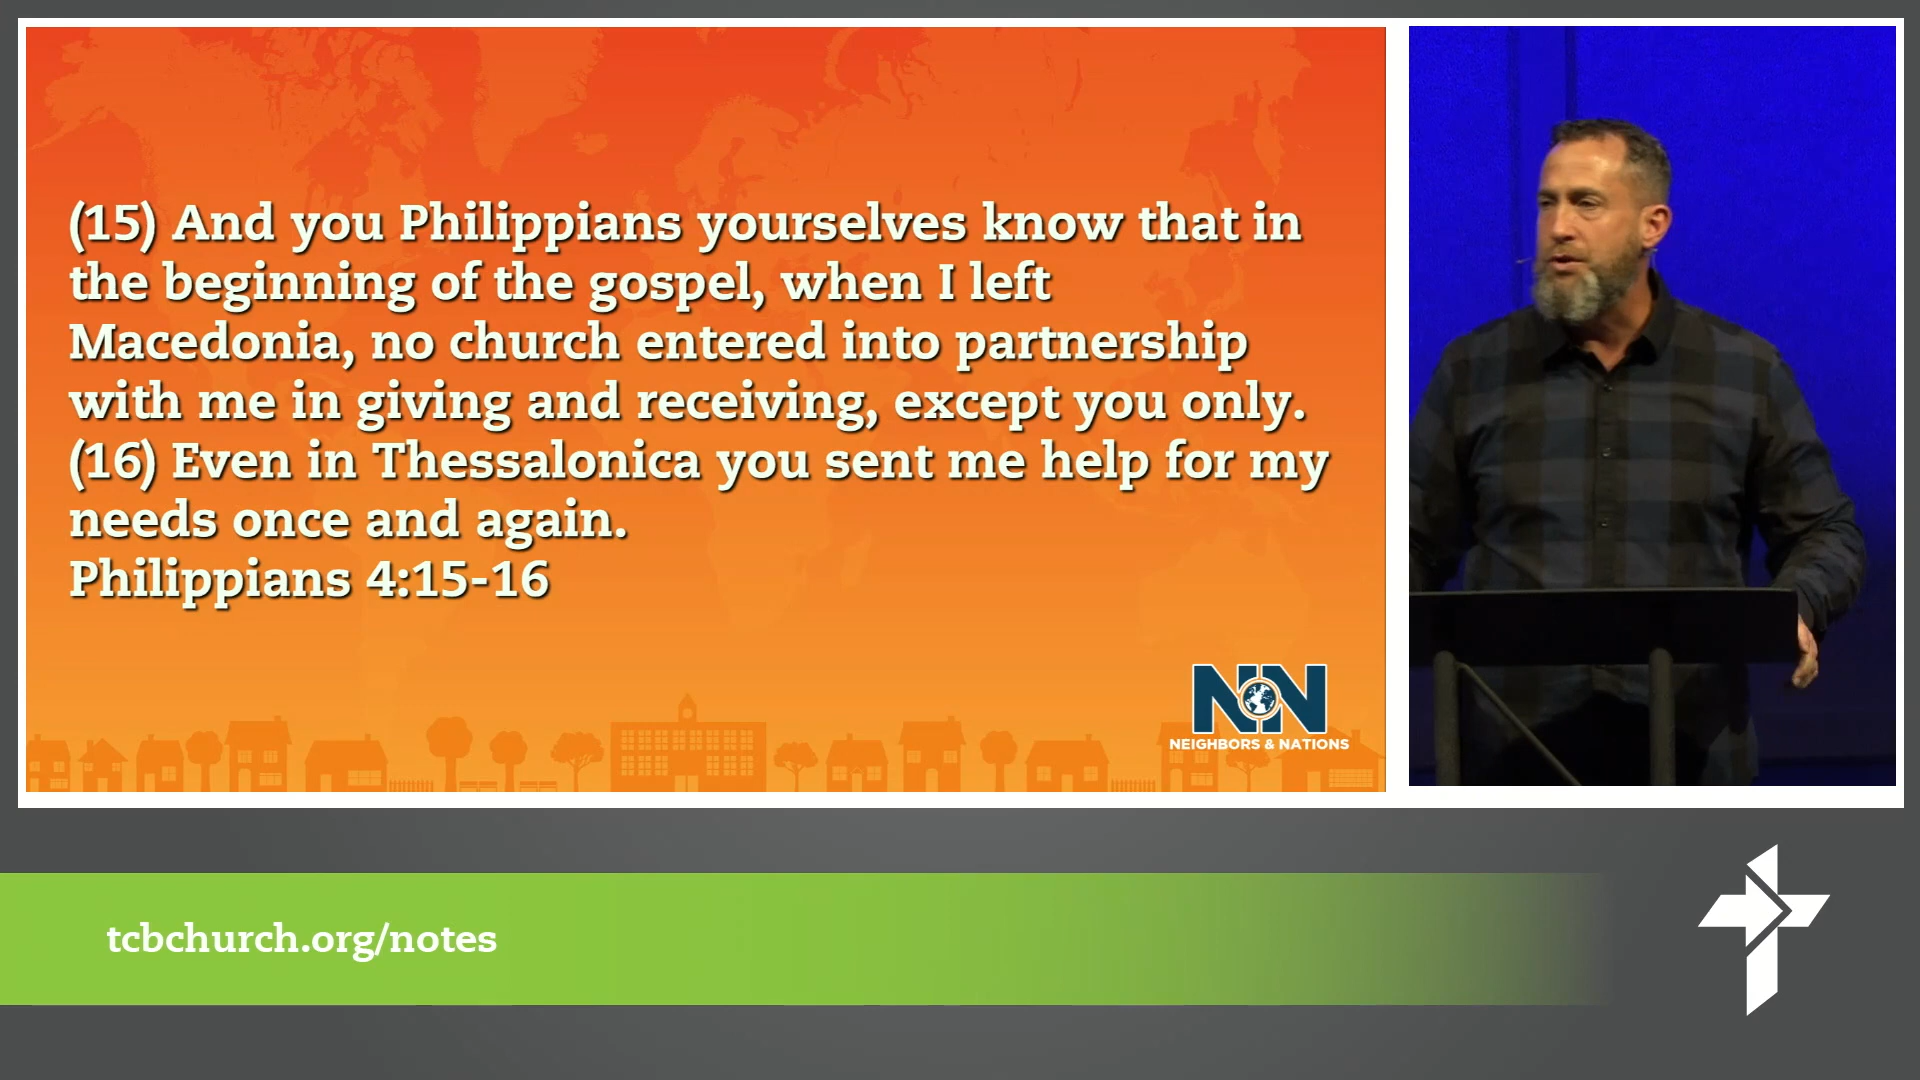 (15) And you Philippians yourselves know that in
the beginning of the gospel, when I left
Macedonia, no church entered into partnership
with me in giving and receiving, except you only.
(16) Even in Thessalonica you sent me help for my
needs once and again.
Philippians 4:15-16
NN
NEIGHBORS & NATIONS
tcbchurch.org/notes